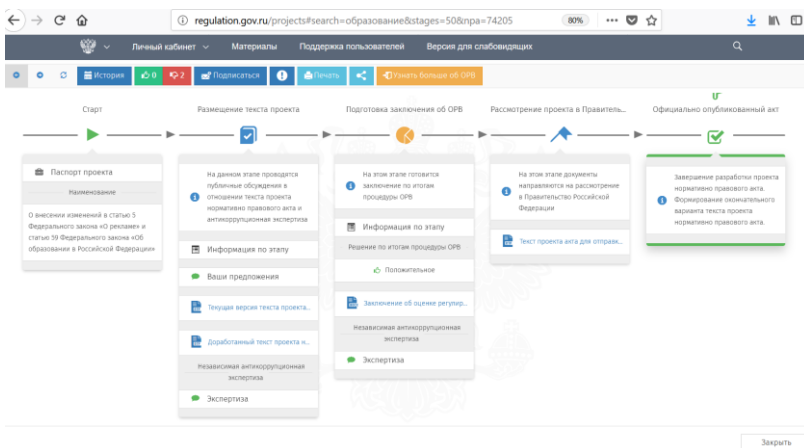 regulation.gov.ru/projects#search=образование&stages=50&npa=74205
80%
Личный кабинет
Материалы
Поддержка пользователей
Версия для слабовидящих
История
0
2
Подписаться
Печать
Узнать больше об ОРВ
Старт
Паспорт проекта
Наименование
О внесении изменений в статью 5
Федерального закона «О рекламе» и
статью 59 Федерального закона «Об
образовании в Российской Федерации»
Размещение текста проекта
На данном этапе проводятся
публичные обсуждения в
отношении текста проекта
нормативно правового акта и
антикоррупционная экспертиза
Информация по этапу
Ваши предложения
Текущая версия текста проекта...
Доработанный текст проекта н...
Независимая антикоррупционная
экспертиза
Экспертиза
Подготовка заключения об ОРВ
На этом этапе готовится
заключение по итогам
процедуры ОРВ
Информация по этапу
Решение по итогам процедуры ОРВ
Положительное
Заключение об оценке регулир...
Независимая антикоррупционная
экспертиза
Экспертиза
Рассмотрение проекта в Правитель...
На этом этапе документы
направляются на рассмотрение
в Правительство Российской
Федерации
Текст проекта акта для отправк...
Официально опубликованный акт
Завершение разработки проекта
нормативно правового акта.
Формирование окончательного
варианта текста проекта
нормативно правового акта.
Закрыть